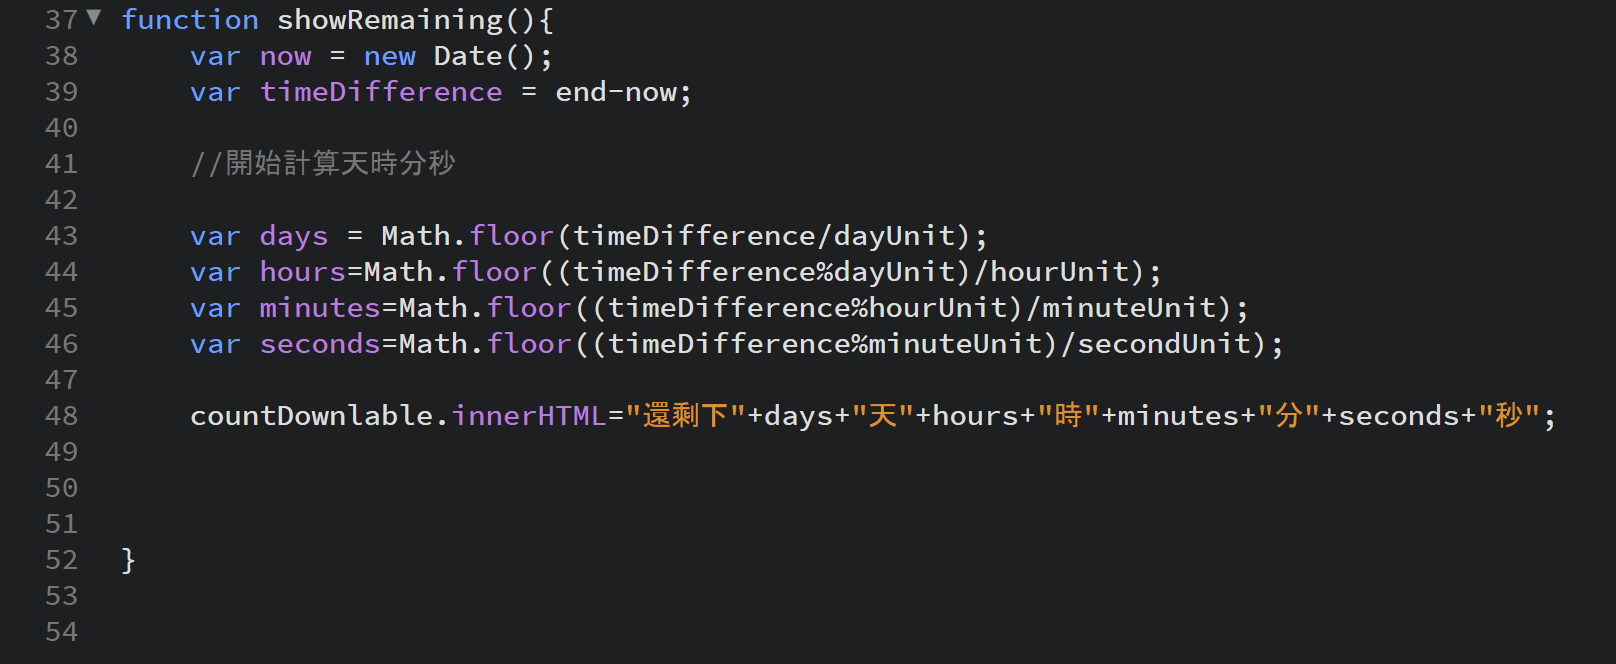 37 function showRemaining(){
38     var now = new Date();
39     var timeDifference = end-now;
40
41     //開始計算天時分秒
42
43     var days = Math.floor(timeDifference/dayUnit);
44     var hours=Math.floor((timeDifference%dayUnit)/hourUnit);
45     var minutes=Math.floor((timeDifference%hourUnit)/minuteUnit);
46     var seconds=Math.floor((timeDifference%minuteUnit)/secondUnit);
47
48     countDownlable.innerHTML="還剩下"+days+"天"+hours+"時"+minutes+"分"+seconds+"秒";
49
50
51
52 }
53
54